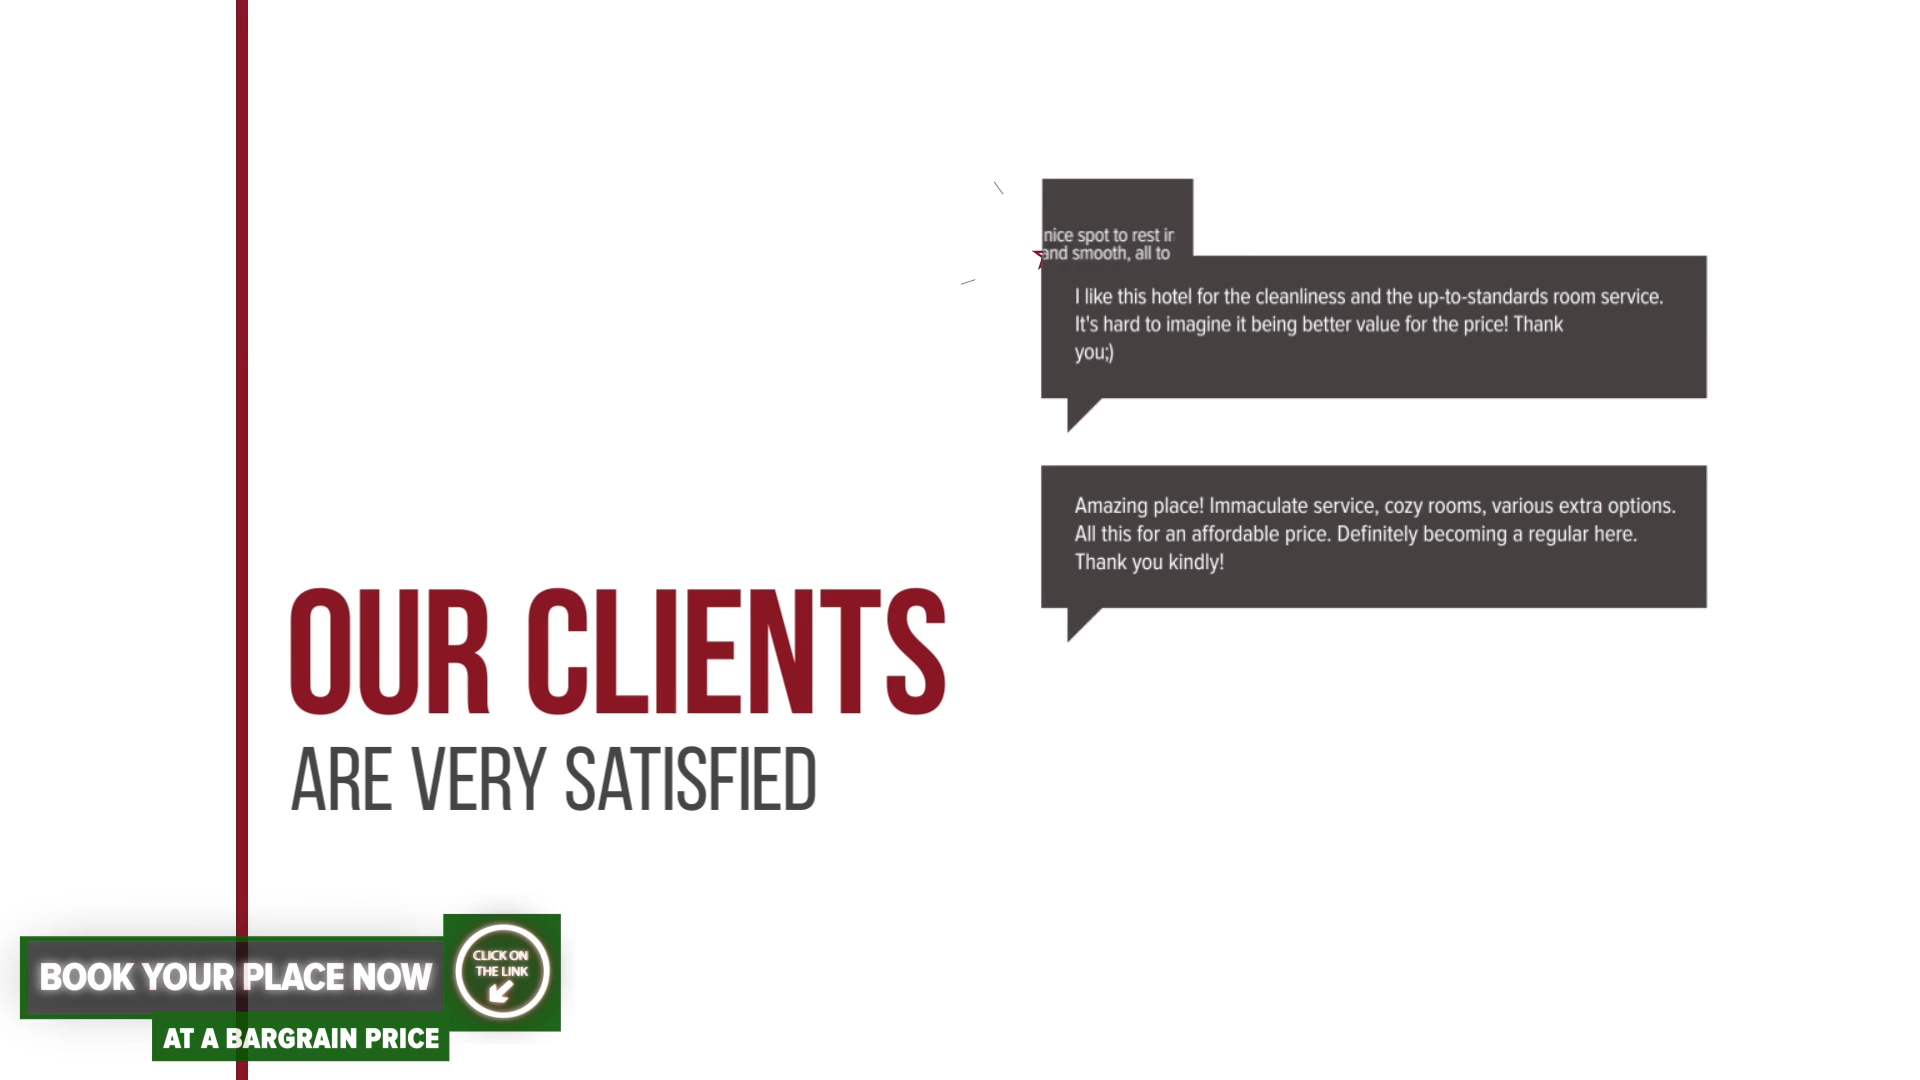 nice spot to rest in
and smooth, all to
I like this hotel for the cleanliness and the up-to-standards room service.
It's hard to imagine it being better value for the price! Thank
you;)
Amazing place! Immaculate service, cozy rooms, various extra options.
All this for an affordable price. Definitely becoming a regular here.
Thank you kindly!
OUR CLIENTS
ARE VERY SATISFIED
BOOK YOUR PLACE NOW
CLICK ON
THE LINK
AT A BARGRAIN PRICE